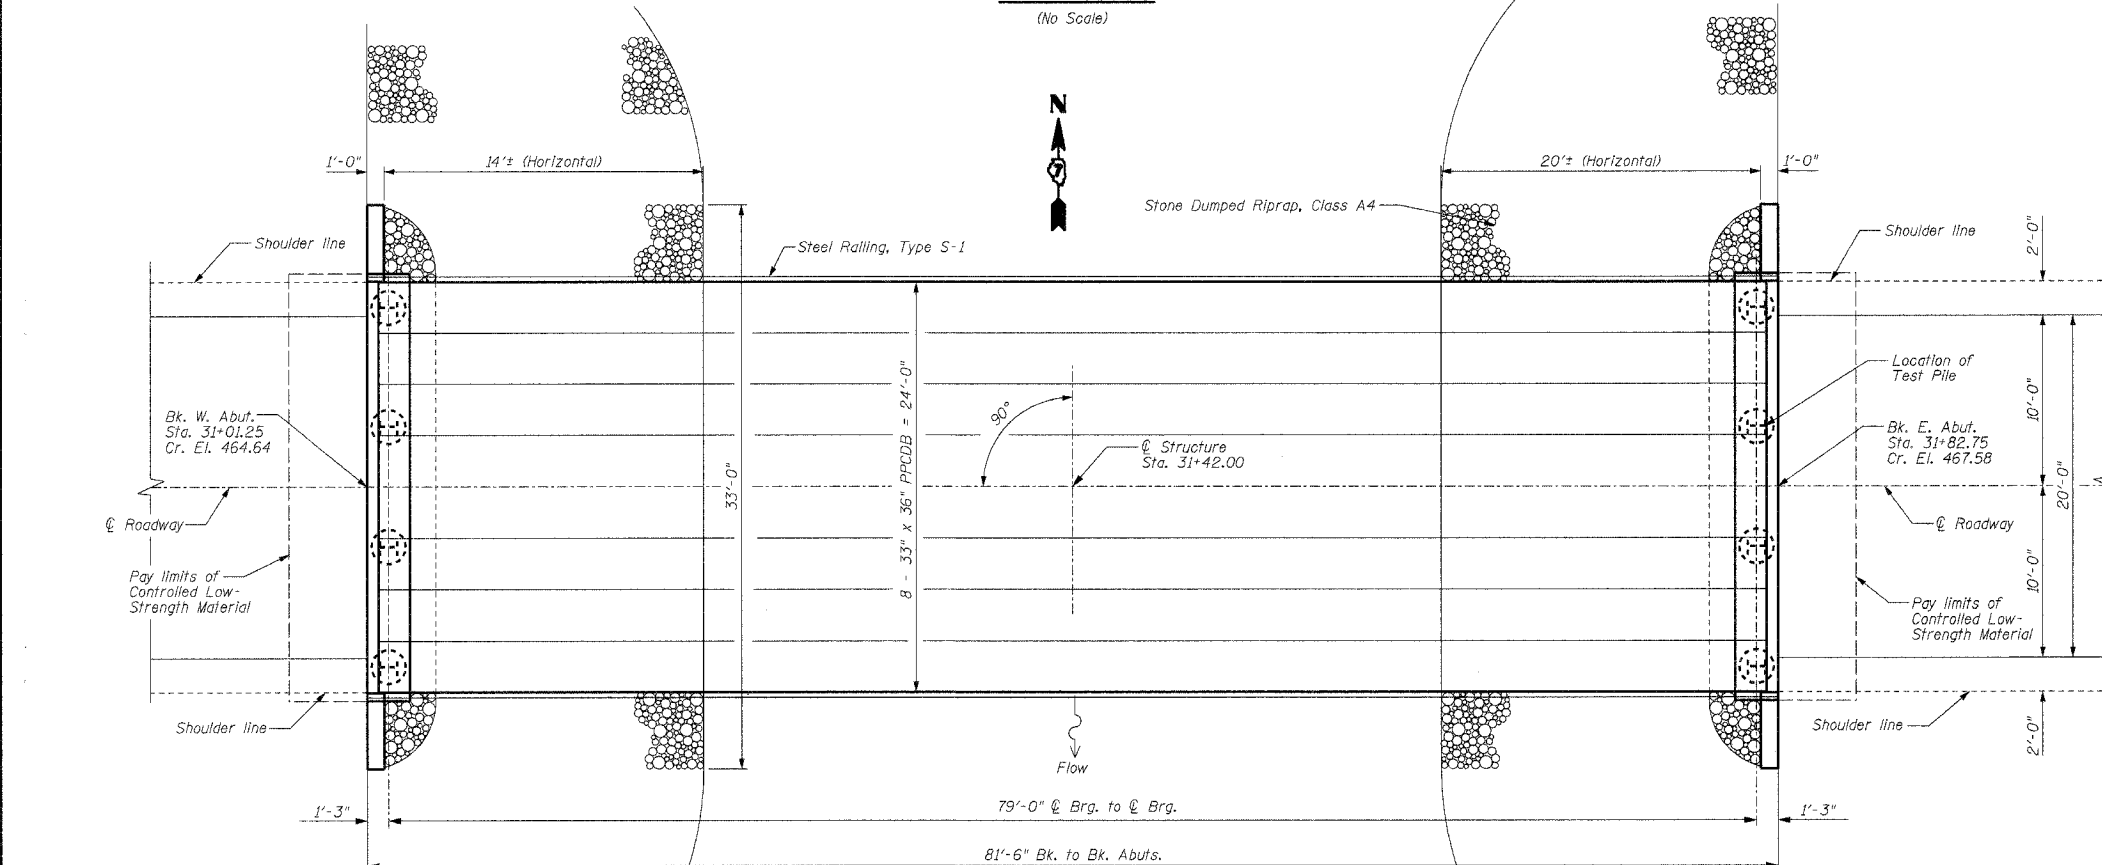 (No Scale)
N
1'-0"
14'± (Horizontal)
20'± (Horizontal)
1'-0"
Stone Dumped Riprap, Class A4
Shoulder line
Steel Railing, Type S-1
Shoulder line
2'-0"
Location of
Test Pile
10'-0"
90°
8 - 33" x 36" PPCDB = 24'-0"
Bk. W. Abut.
Sta. 31+01.25
Cr. El. 464.64
℄ Structure
Sta. 31+42.00
Bk. E. Abut.
Sta. 31+82.75
Cr. El. 467.58
33'-0"
20'-0"
℄ Roadway
℄ Roadway
Pay limits of
Controlled Low-
Strength Material
10'-0"
Pay limits of
Controlled Low-
Strength Material
Shoulder line
Shoulder line
2'-0"
Flow
1'-3"
79'-0" ℄ Brg. to ℄ Brg.
1'-3"
81'-6" Bk. to Bk. Abuts.